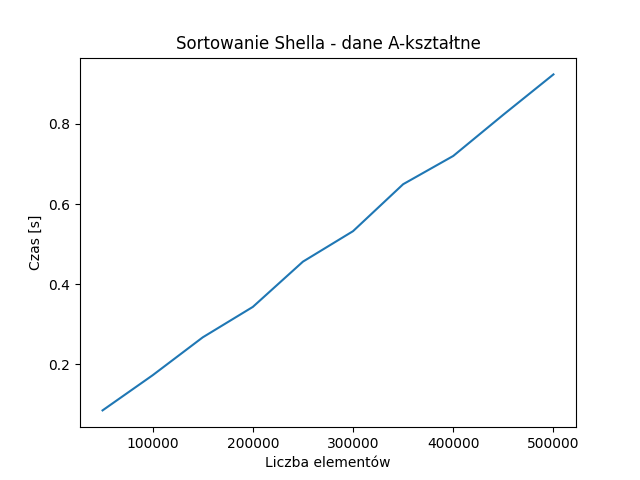 Sortowanie Shella - dane A-kształtne
Czas [s]
0.8
0.6
0.4
0.2
100000 200000 300000 400000 500000
Liczba elementów